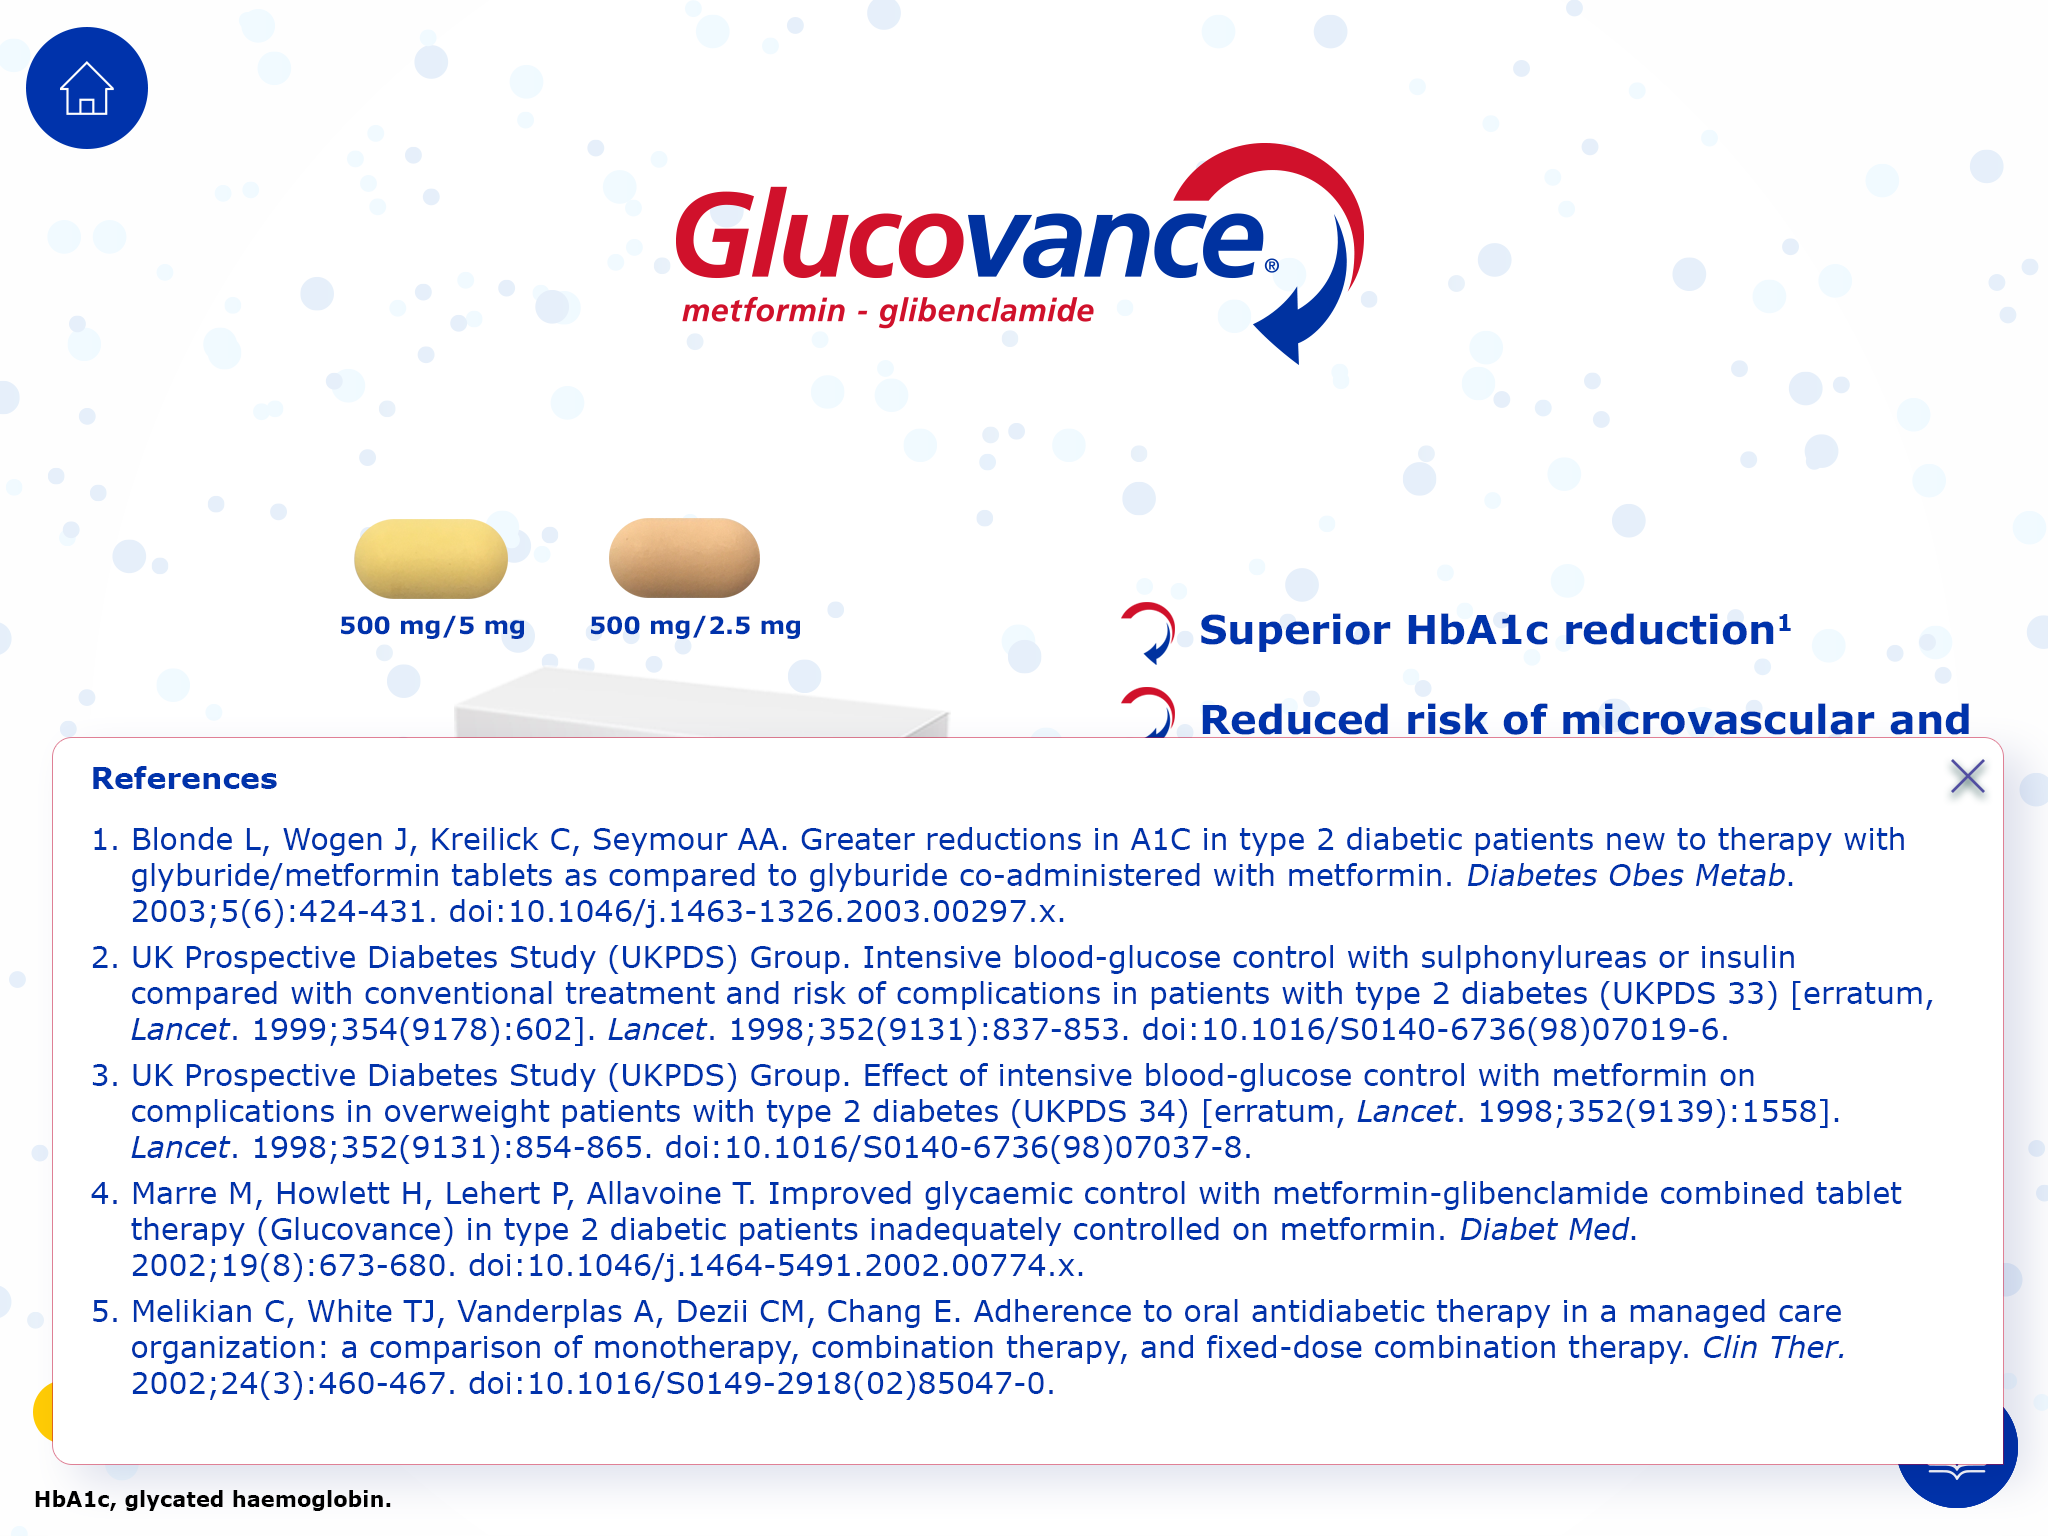 Glucovance®
metformin - glibenclamide
500 mg/5 mg
500 mg/2.5 mg
Superior HbA1c reduction¹
Reduced risk of microvascular and
References
1. Blonde L, Wogen J, Kreilick C, Seymour AA. Greater reductions in A1C in type 2 diabetic patients new to therapy with
glyburide/metformin tablets as compared to glyburide co-administered with metformin. Diabetes Obes Metab.
2003;5(6):424-431. doi:10.1046/j.1463-1326.2003.00297.x.
2. UK Prospective Diabetes Study (UKPDS) Group. Intensive blood-glucose control with sulphonylureas or insulin
compared with conventional treatment and risk of complications in patients with type 2 diabetes (UKPDS 33) [erratum,
Lancet. 1999;354(9178):602]. Lancet. 1998;352(9131):837-853. doi:10.1016/S0140-6736(98)07019-6.
3. UK Prospective Diabetes Study (UKPDS) Group. Effect of intensive blood-glucose control with metformin on
complications in overweight patients with type 2 diabetes (UKPDS 34) [erratum, Lancet. 1998;352(9139):1558].
Lancet. 1998;352(9131):854-865. doi:10.1016/S0140-6736(98)07037-8.
4. Marre M, Howlett H, Lehert P, Allavoine T. Improved glycaemic control with metformin-glibenclamide combined tablet
therapy (Glucovance) in type 2 diabetic patients inadequately controlled on metformin. Diabet Med.
2002;19(8):673-680. doi:10.1046/j.1464-5491.2002.00774.x.
5. Melikian C, White TJ, Vanderplas A, Dezii CM, Chang E. Adherence to oral antidiabetic therapy in a managed care
organization: a comparison of monotherapy, combination therapy, and fixed-dose combination therapy. Clin Ther.
2002;24(3):460-467. doi:10.1016/S0149-2918(02)85047-0.
HbA1c, glycated haemoglobin.